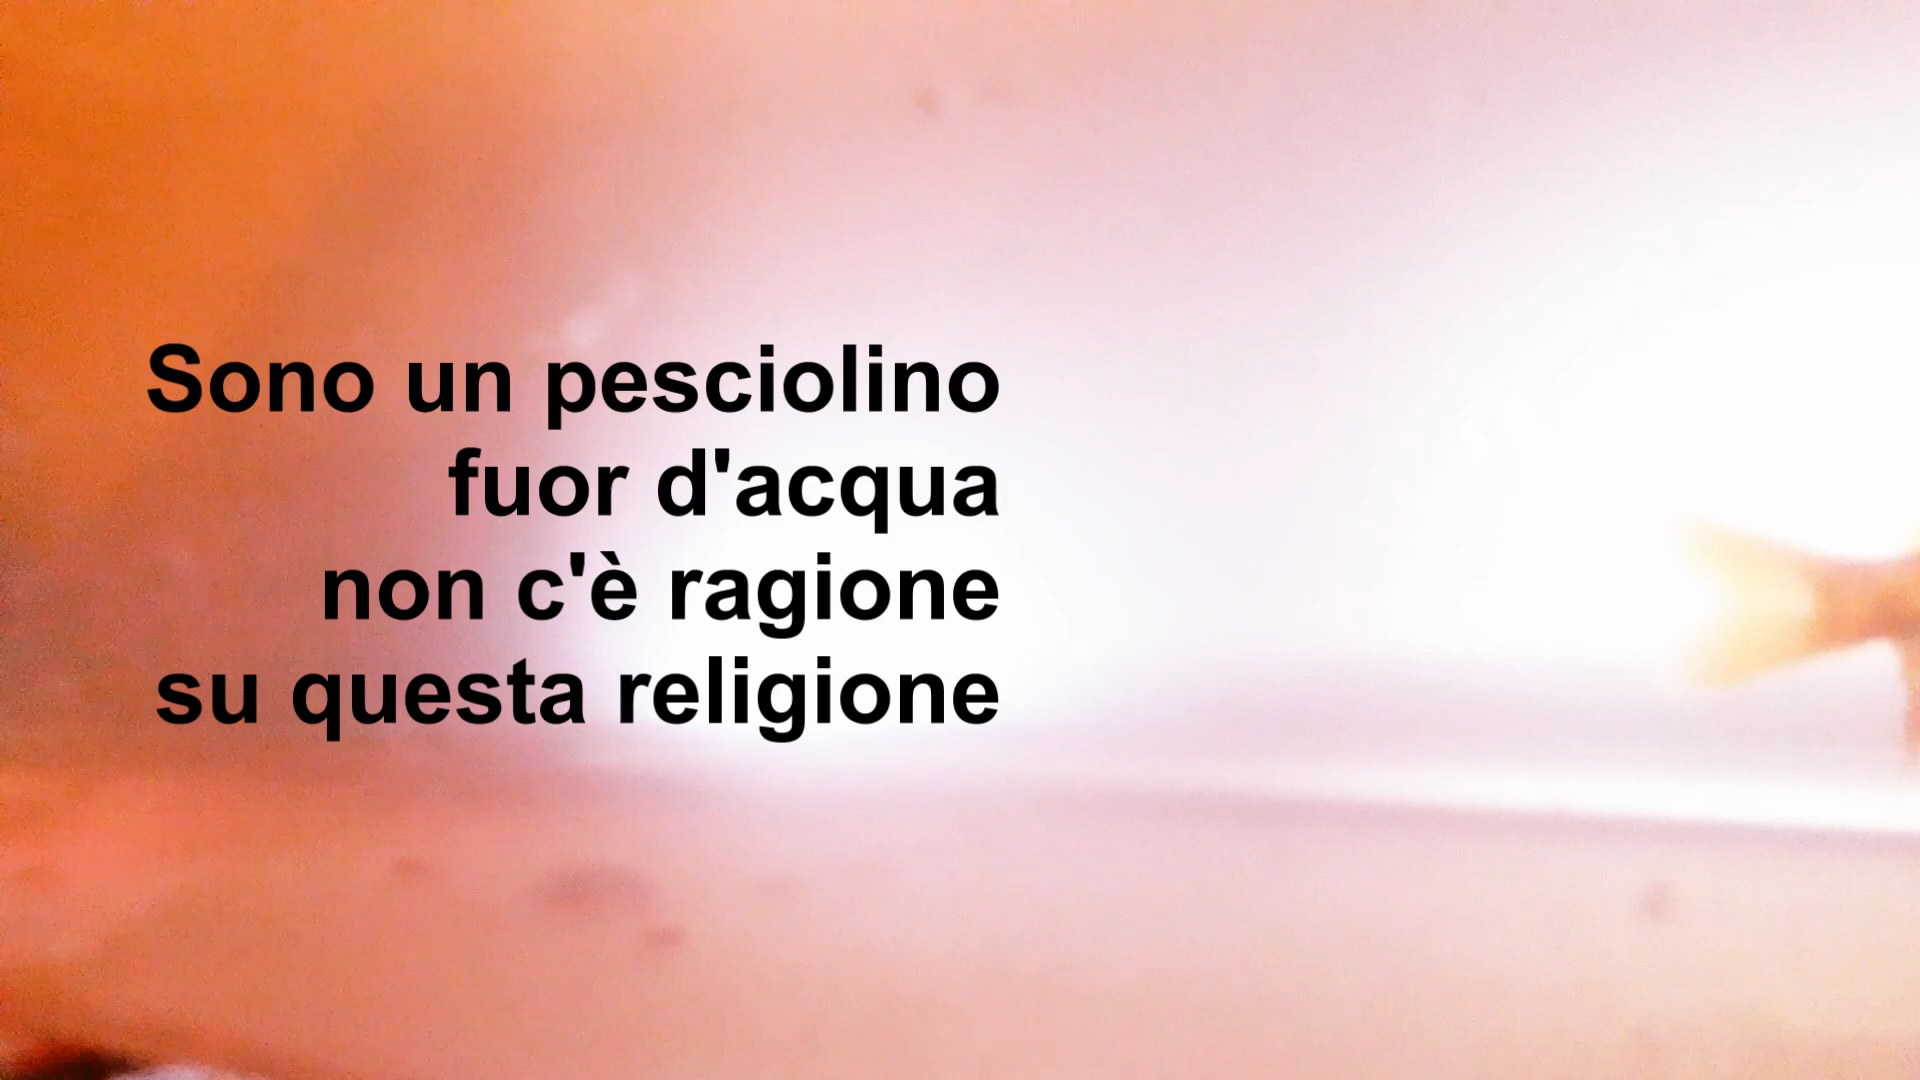 Sono un pesciolino
fuor d'acqua
non c'è ragione
su questa religione